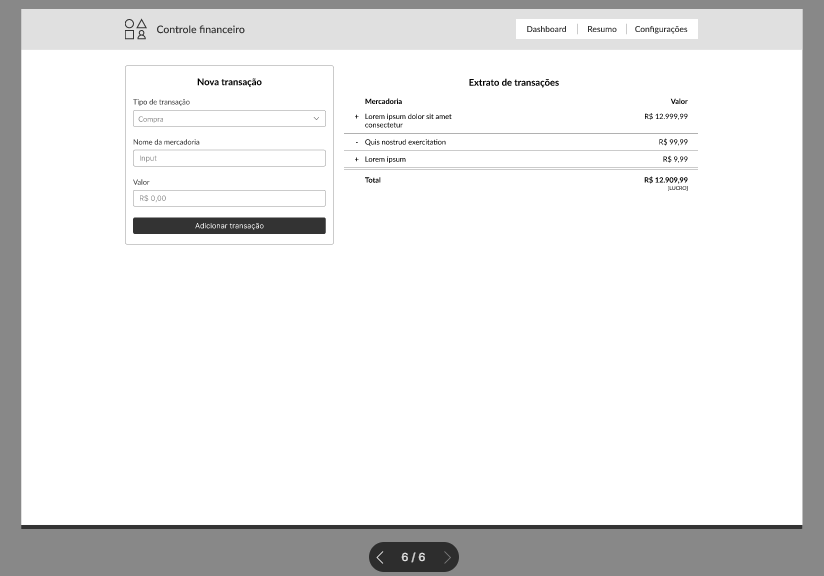 Controle financeiro
Dashboard
Resumo
Configurações
Nova transação
Tipo de transação
Compra
Nome da mercadoria
Input
Valor
R$ 0,00
Adicionar transação
Extrato de transações
Mercadoria Valor
+ Lorem ipsum dolor sit amet R$ 12.999,99
consectetur
- Quis nostrud exercitation R$ 99,99
+ Lorem ipsum R$ 9,99
Total R$ 12.909,99
[LUCRO]
6 / 6